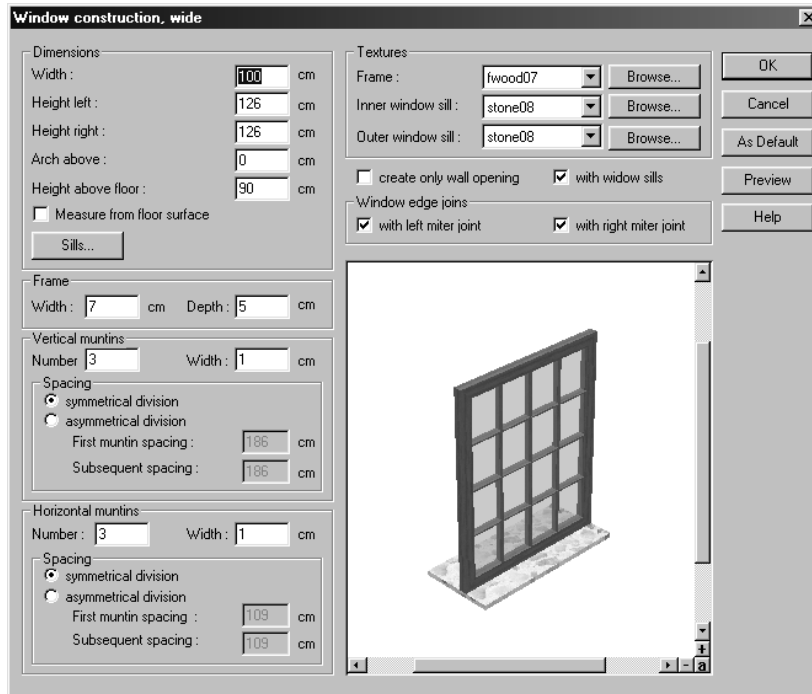 Window construction, wide
Dimensions
Width : 100 cm
Height left : 126 cm
Height right : 126 cm
Arch above : 0 cm
Height above floor : 90 cm
Measure from floor surface
Sills...
Frame
Width : 7 cm Depth : 5 cm
Vertical muntins
Number 3 Width : 1 cm
Spacing
symmetrical division
asymmetrical division
First muntin spacing : 186 cm
Subsequent spacing : 186 cm
Horizontal muntins
Number : 3 Width : 1 cm
Spacing
symmetrical division
asymmetrical division
First muntin spacing : 109 cm
Subsequent spacing : 109 cm
Textures
Frame : fwood07 Browse...
Inner window sill : stone08 Browse...
Outer window sill : stone08 Browse...
create only wall opening with widow sills
Window edge joins
with left miter joint with right miter joint
OK
Cancel
As Default
Preview
Help
+
- a